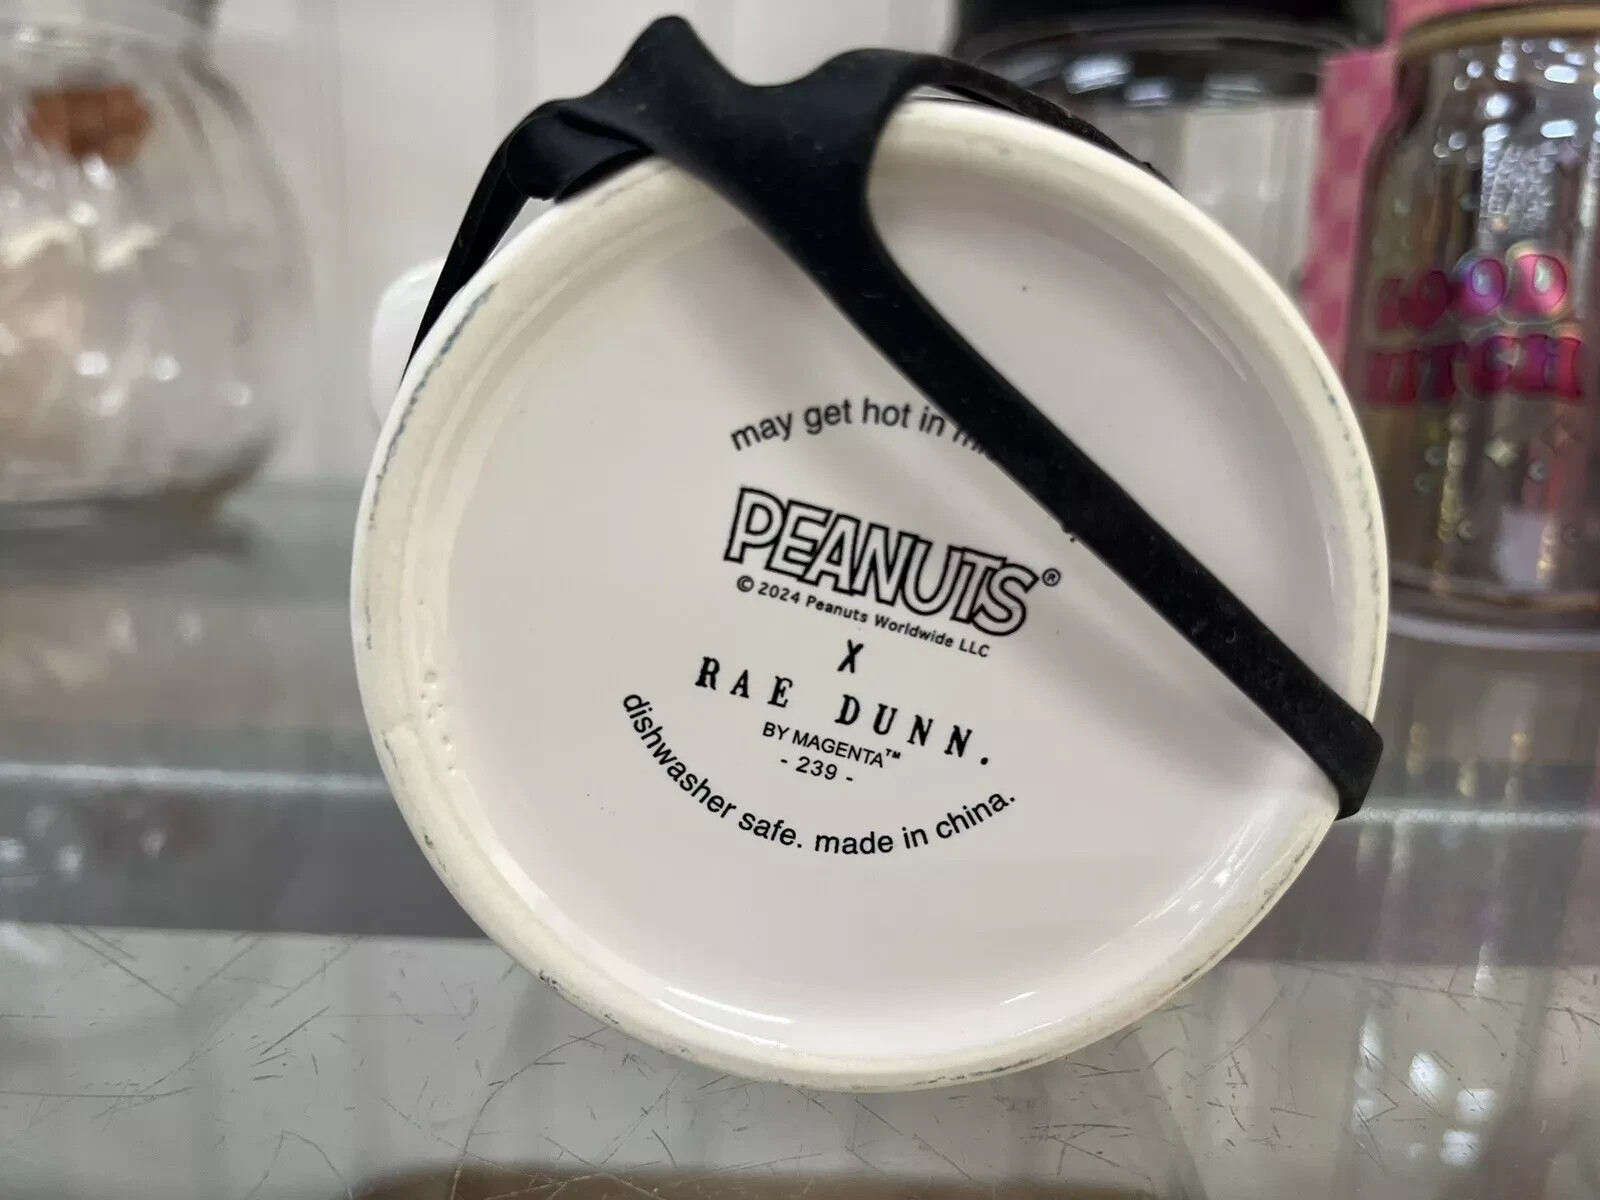 may get hot in
PEANUTS®
© 2024 Peanuts Worldwide LLC
X
RAE DUNN.
BY MAGENTA™
- 239 -
dishwasher safe. made in china.